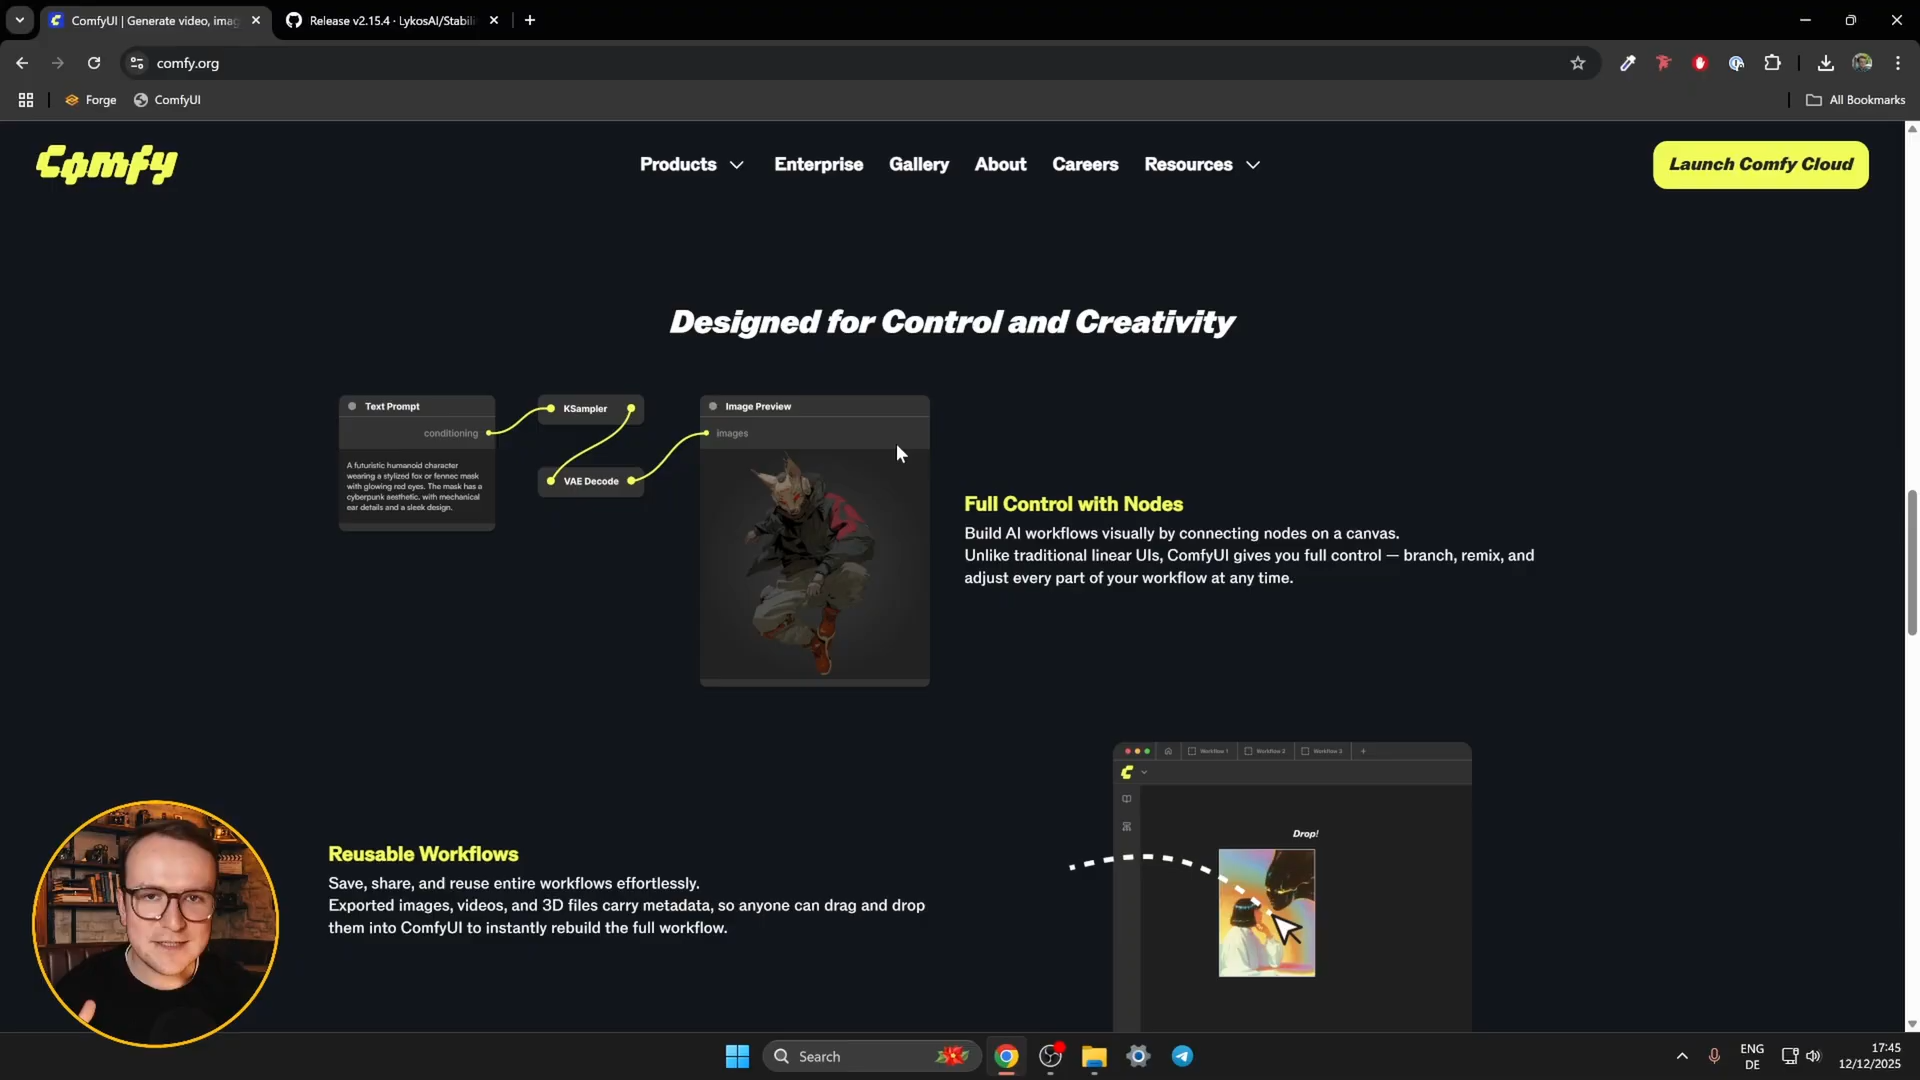 ComfyUI | Generate video, imag
Release v2.15.4 · LykosAI/Stabili
comfy.org
Forge
ComfyUI
All Bookmarks
Comfy
Products
Enterprise
Gallery
About
Careers
Resources
Launch Comfy Cloud
Designed for Control and Creativity
Text Prompt
conditioning
A futuristic humanoid character
wearing a stylized fox or fennec mask
with glowing red eyes. The mask has a
cyberpunk aesthetic, with mechanical
ear details and a sleek design.
KSampler
VAE Decode
Image Preview
images
Full Control with Nodes
Build AI workflows visually by connecting nodes on a canvas.
Unlike traditional linear UIs, ComfyUI gives you full control — branch, remix, and
adjust every part of your workflow at any time.
Workflow 1
Workflow 2
Workflow 3
Drop!
Reusable Workflows
Save, share, and reuse entire workflows effortlessly.
Exported images, videos, and 3D files carry metadata, so anyone can drag and drop
them into ComfyUI to instantly rebuild the full workflow.
Search
ENG
DE
17:45
12/12/2025